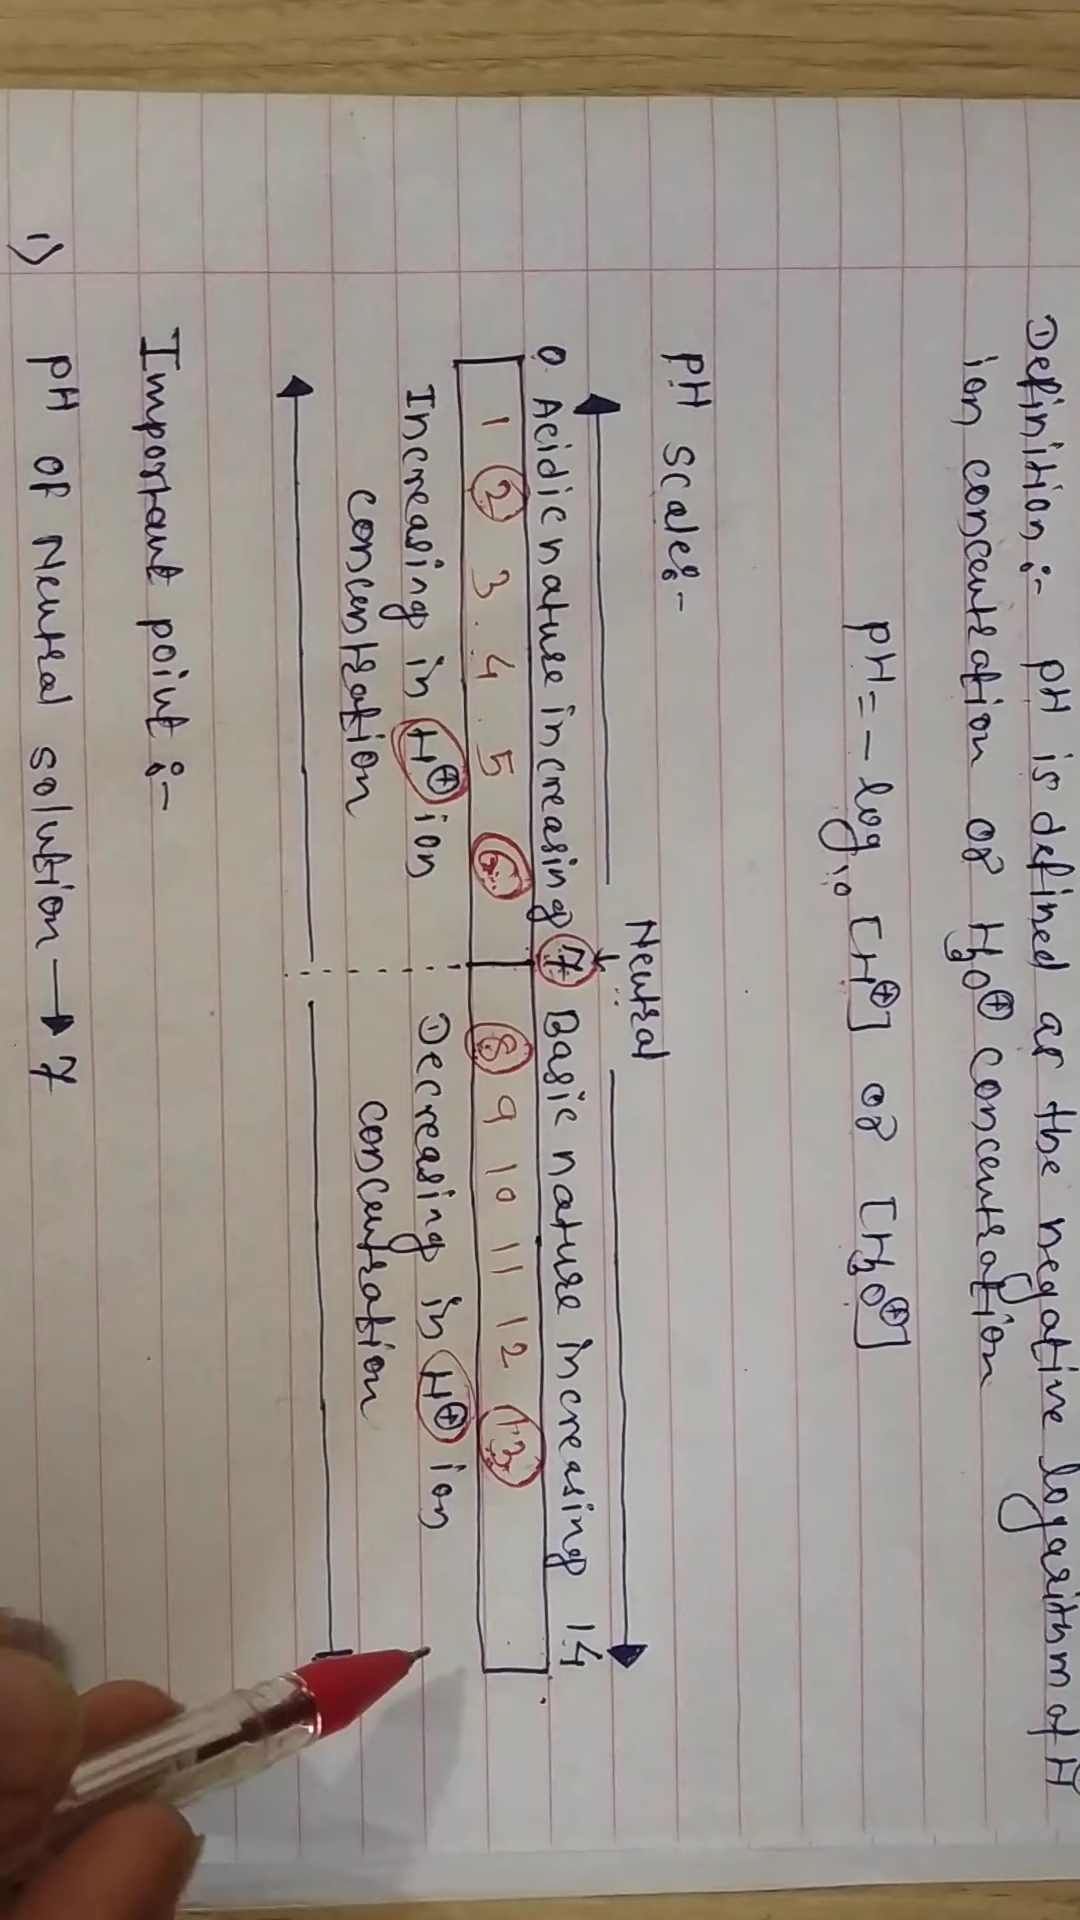 Definition :- pH is defined as the negative logarithm of H
ion concentration or H3O⊕ concentration
pH = - log10 [H⊕] or [H3O⊕]
pH scale :-
Neutral
0 Acidic nature increasing 7 Basic nature increasing 14
1 2 3 4 5 6 8 9 10 11 12 13
Increasing in H⊕ ion Decreasing in H⊕ ion
concentration concentration
Important point :-
1) pH of Neutral solution → 7